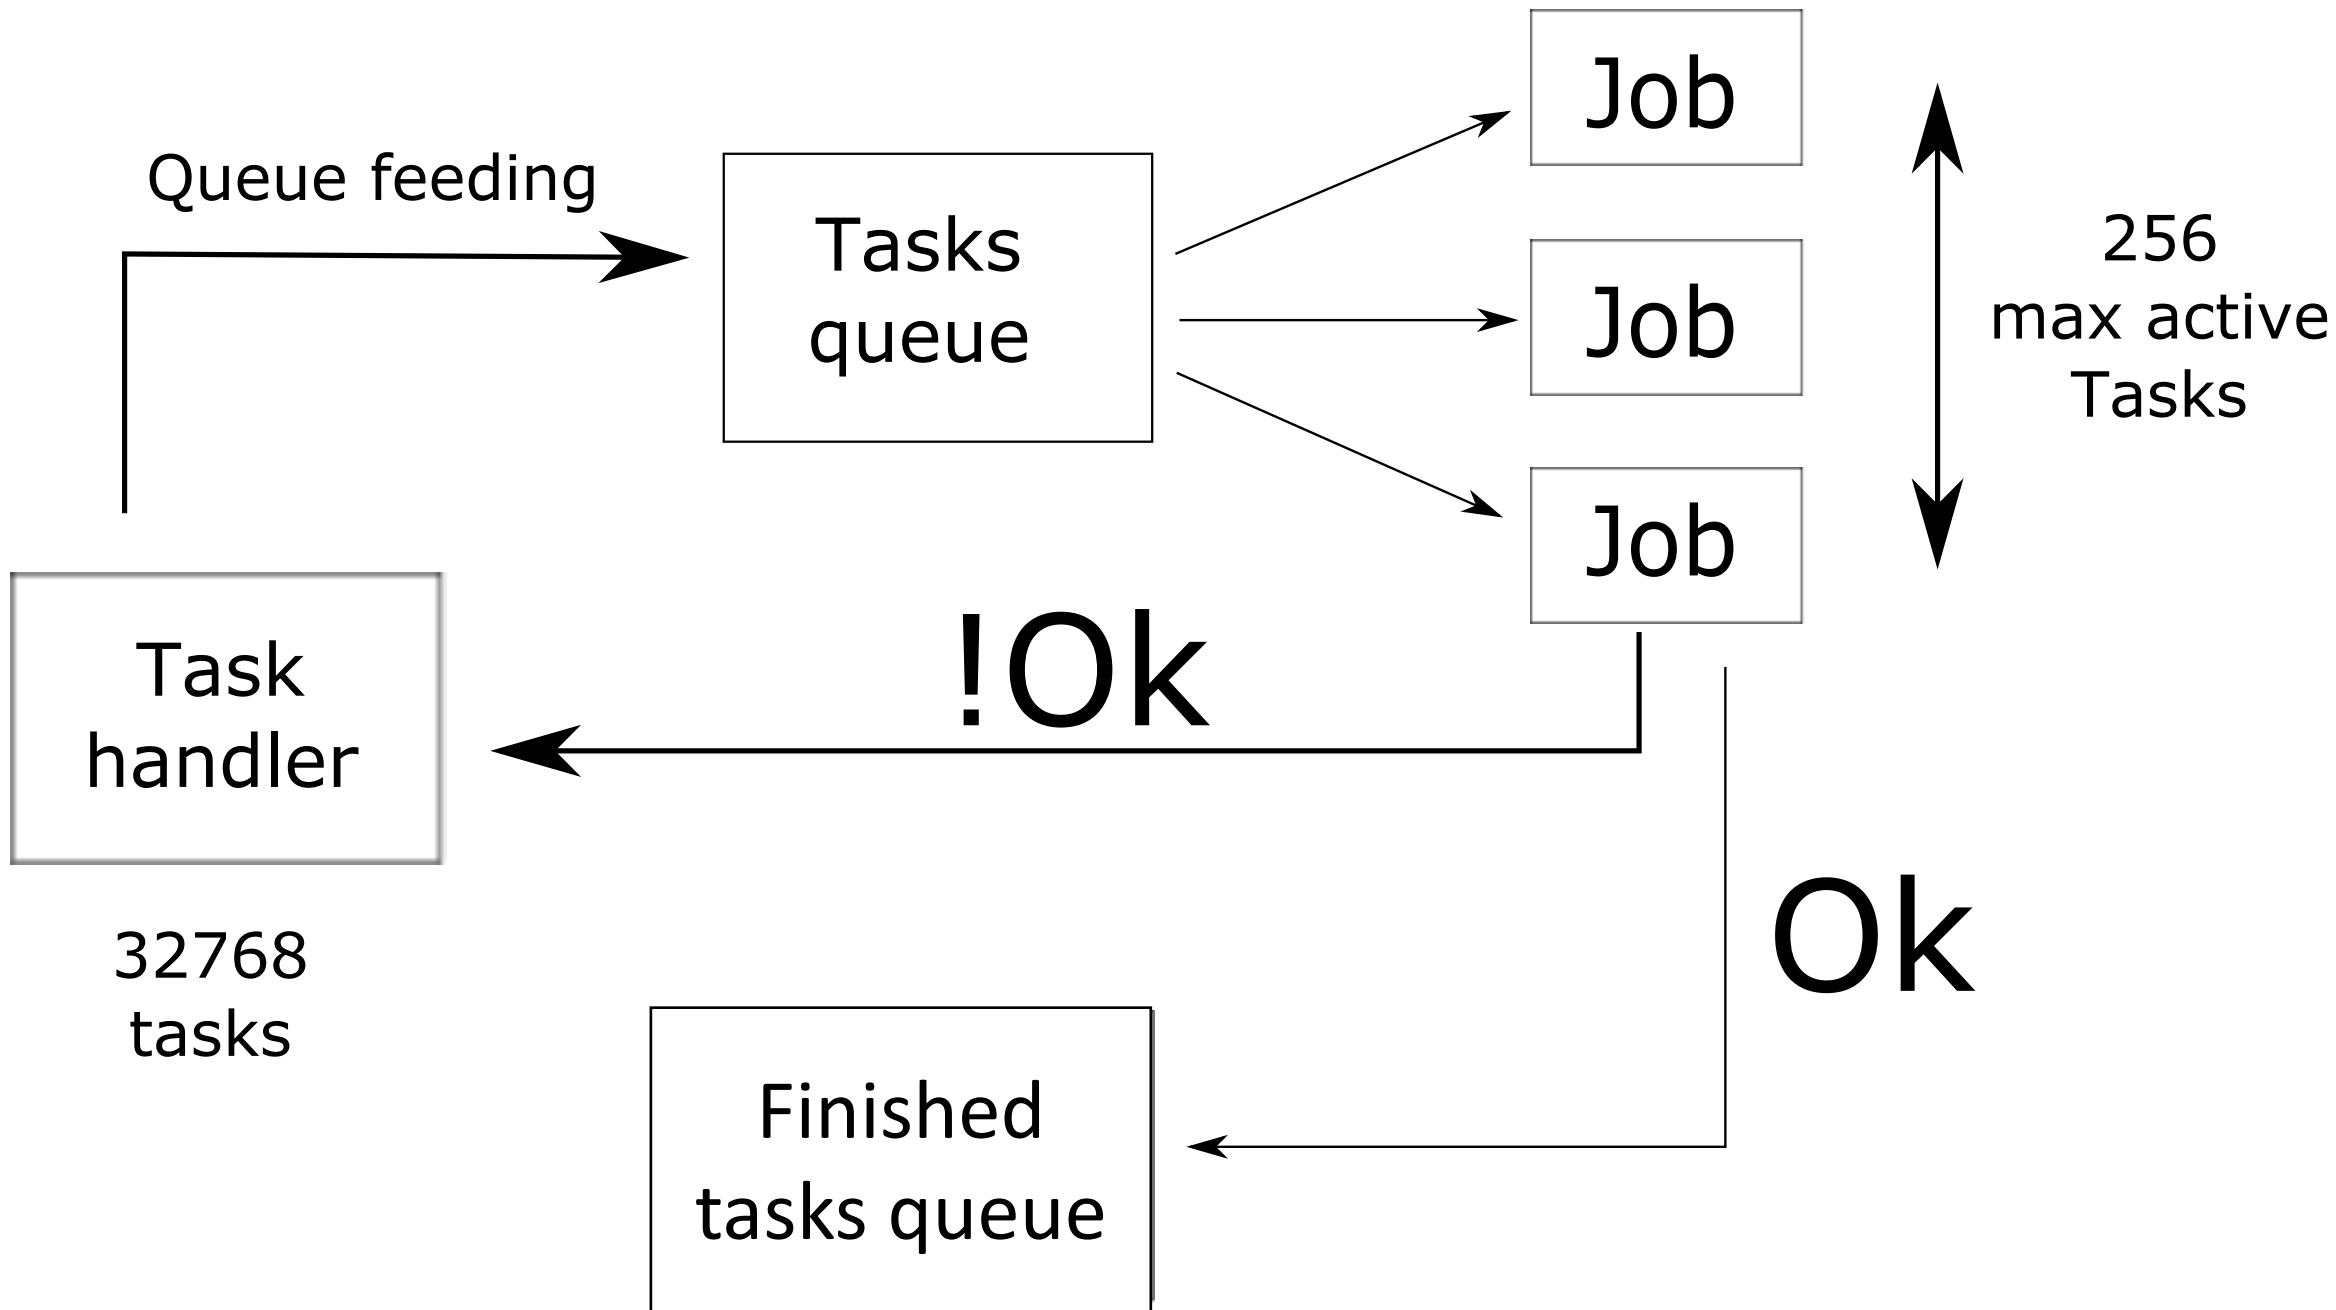 Job
Queue feeding
Tasks
queue
Job
256
max active
Tasks
Job
!Ok
Task
handler
Ok
32768
tasks
Finished
tasks queue